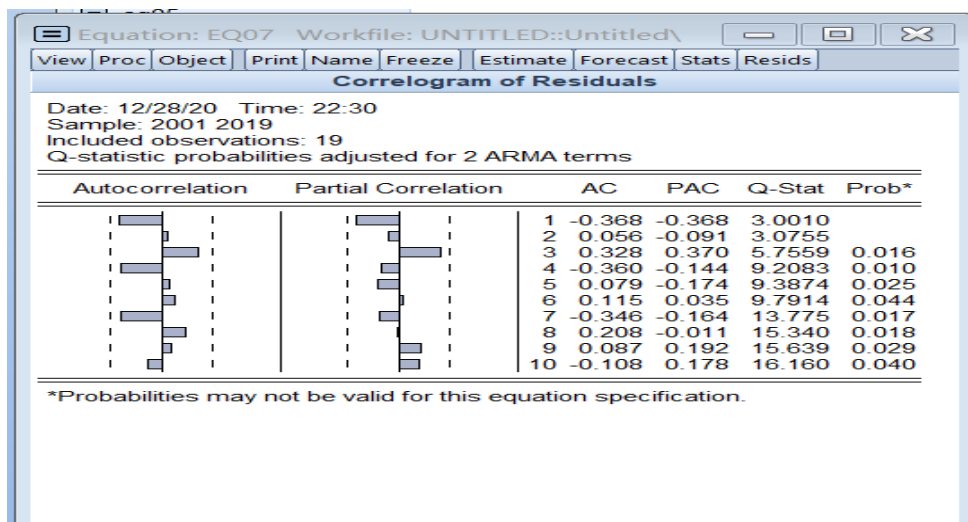 Equation: EQ07 Workfile: UNTITLED::Untitled\
View Proc Object Print Name Freeze Estimate Forecast Stats Resids
Correlogram of Residuals
Date: 12/28/20 Time: 22:30
Sample: 2001 2019
Included observations: 19
Q-statistic probabilities adjusted for 2 ARMA terms
Autocorrelation Partial Correlation AC PAC Q-Stat Prob*
1 -0.368 -0.368 3.0010
2 0.056 -0.091 3.0755
3 0.328 0.370 5.7559 0.016
4 -0.360 -0.144 9.2083 0.010
5 0.079 -0.174 9.3874 0.025
6 0.115 0.035 9.7914 0.044
7 -0.346 -0.164 13.775 0.017
8 0.208 -0.011 15.340 0.018
9 0.087 0.192 15.639 0.029
10 -0.108 0.178 16.160 0.040
*Probabilities may not be valid for this equation specification.